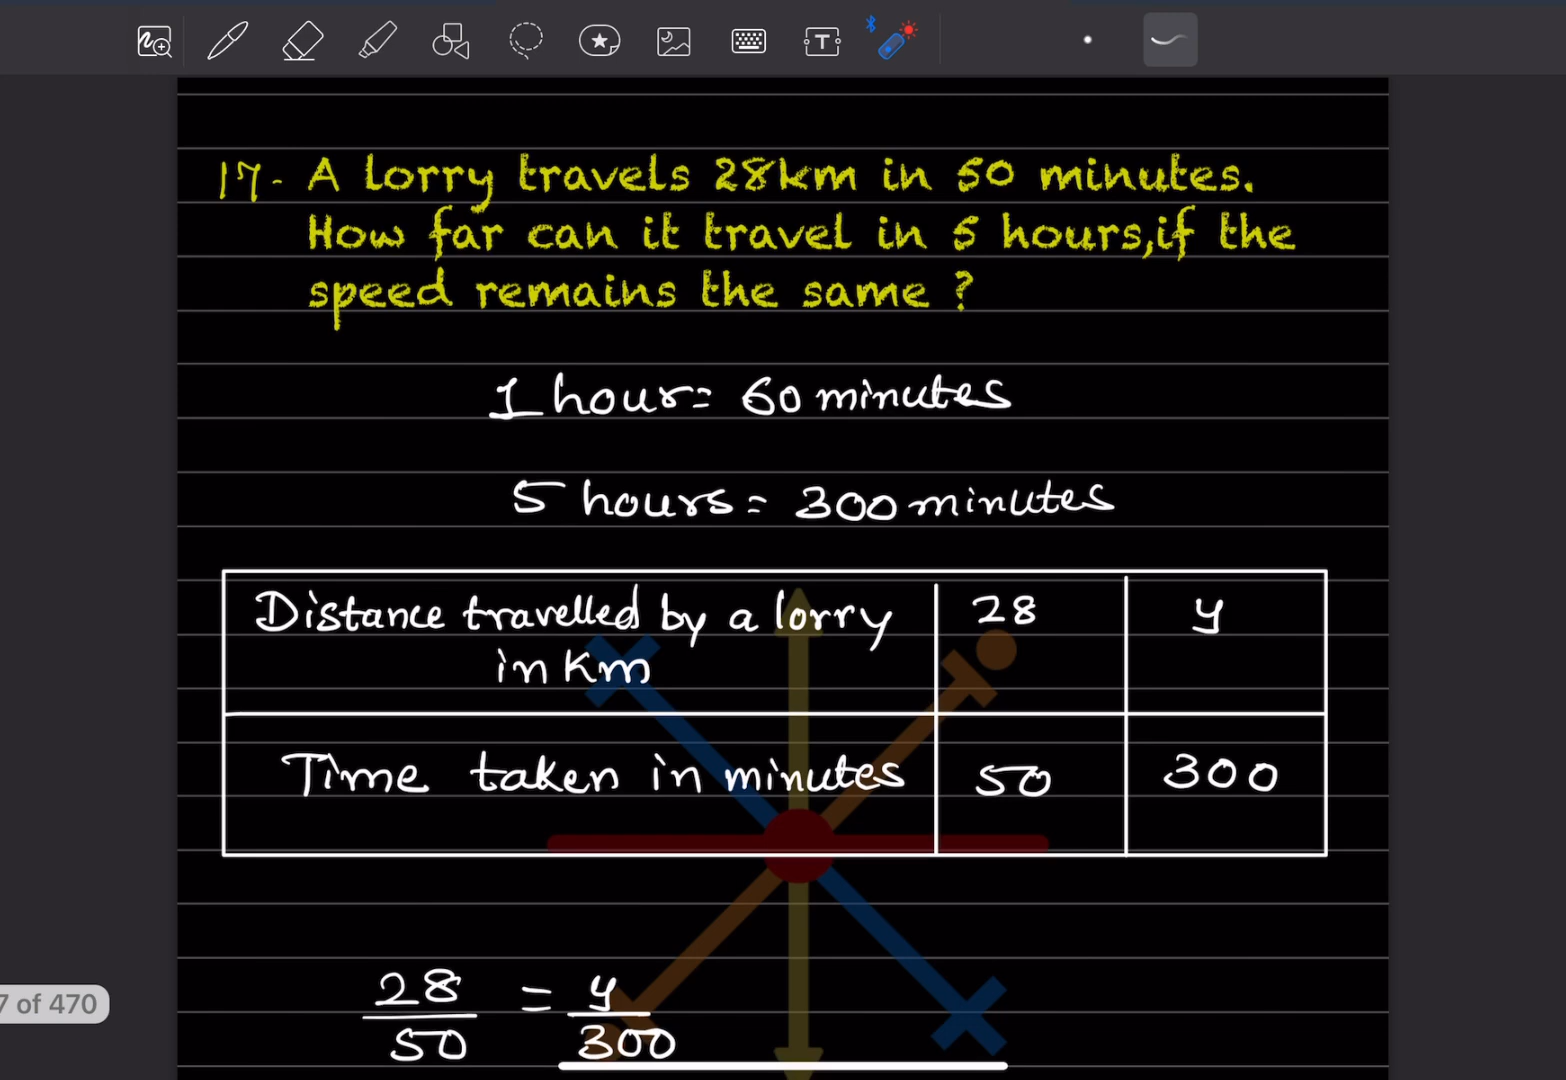 17. A lorry travels 28km in 50 minutes.
How far can it travel in 5 hours,if the
speed remains the same ?
1 hour= 60 minutes
5 hours = 300 minutes
Distance travelled by a lorry in Km | 28 | y
Time taken in minutes | 50 | 300
28/50 = y/300
7 of 470